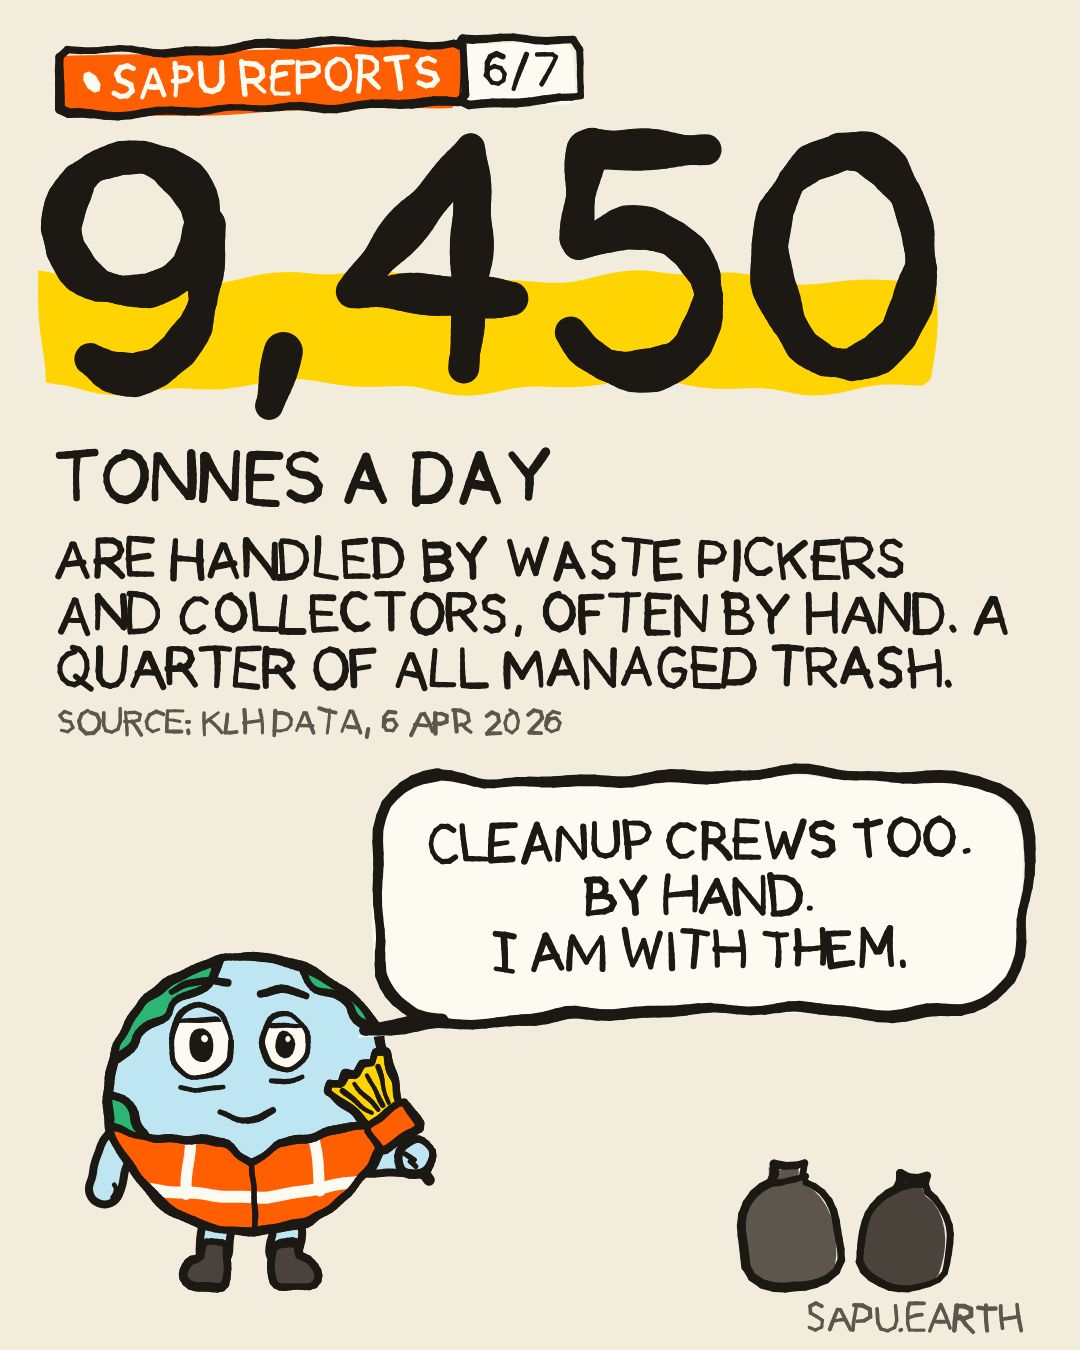 SAPU REPORTS 6/7
9,450
TONNES A DAY
ARE HANDLED BY WASTE PICKERS
AND COLLECTORS, OFTEN BY HAND. A
QUARTER OF ALL MANAGED TRASH.
SOURCE: KLH DATA, 6 APR 2026
CLEANUP CREWS TOO.
BY HAND.
I AM WITH THEM.
SAPU.EARTH